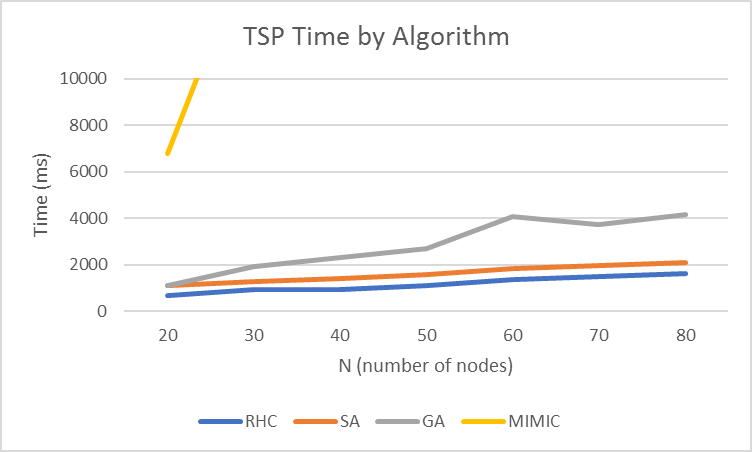 TSP Time by Algorithm
10000
8000
6000
4000
2000
0
Time (ms)
20 30 40 50 60 70 80
N (number of nodes)
RHC SA GA MIMIC